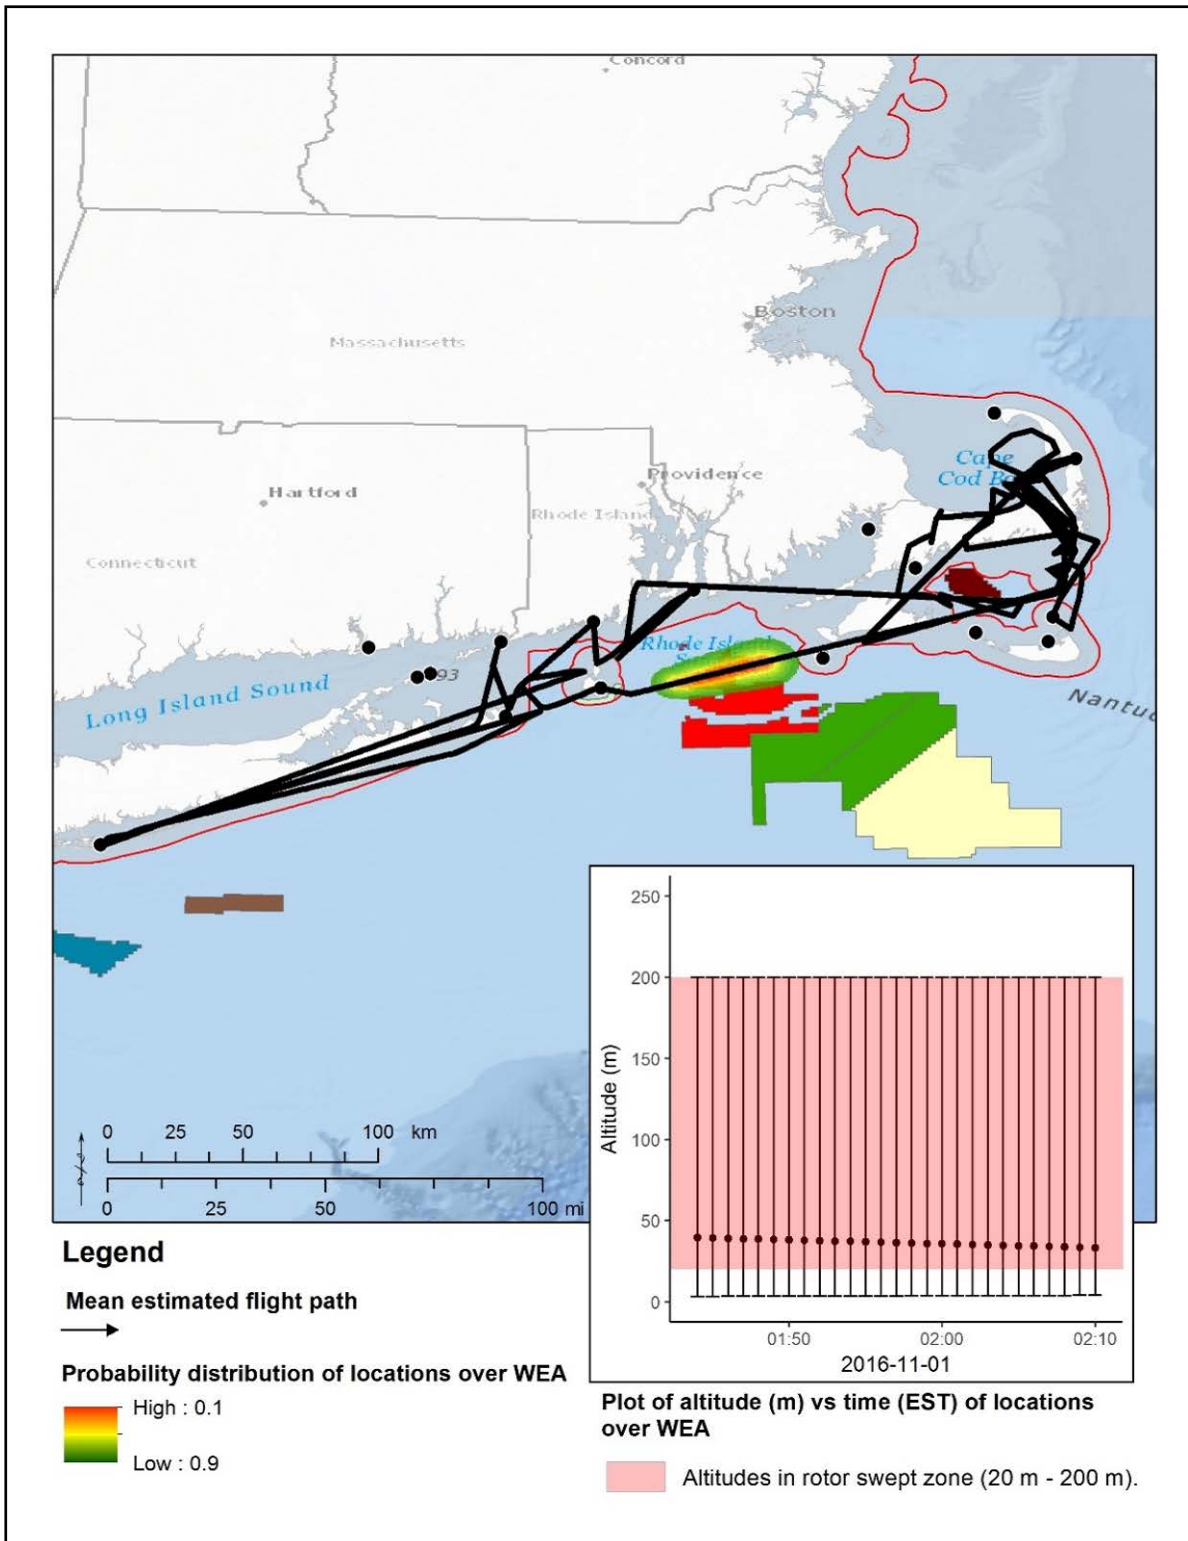 Concord
Boston
Massachusetts
Cape
Cod
Providence
Hartford
Rhode Island
Connecticut
Rhode Island
93
Long Island Sound
250
200
150
100
50
0
Altitude (m)
01:50
02:00
02:10
2016-11-01
0
25
50
100
km
0
25
50
100 mi
Legend
Mean estimated flight path
Probability distribution of locations over WEA
High : 0.1
Low : 0.9
Plot of altitude (m) vs time (EST) of locations
over WEA
Altitudes in rotor swept zone (20 m - 200 m).